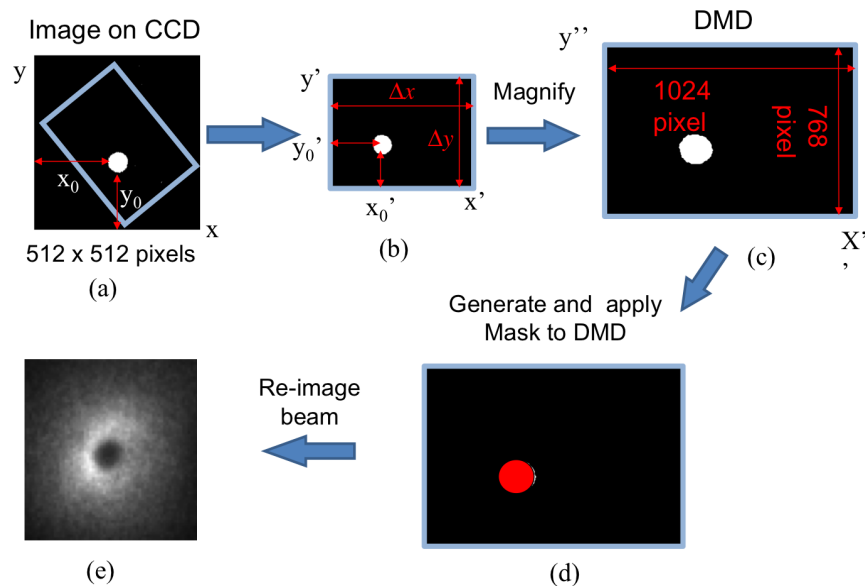 Image on CCD
y
x₀
y₀
x
512 x 512 pixels
(a)
y’
Δx
Δy
y₀’
x₀’
x’
(b)
Magnify
DMD
y’’
1024
pixel
768
pixel
X’
’
(c)
Generate and apply
Mask to DMD
(d)
Re-image
beam
(e)